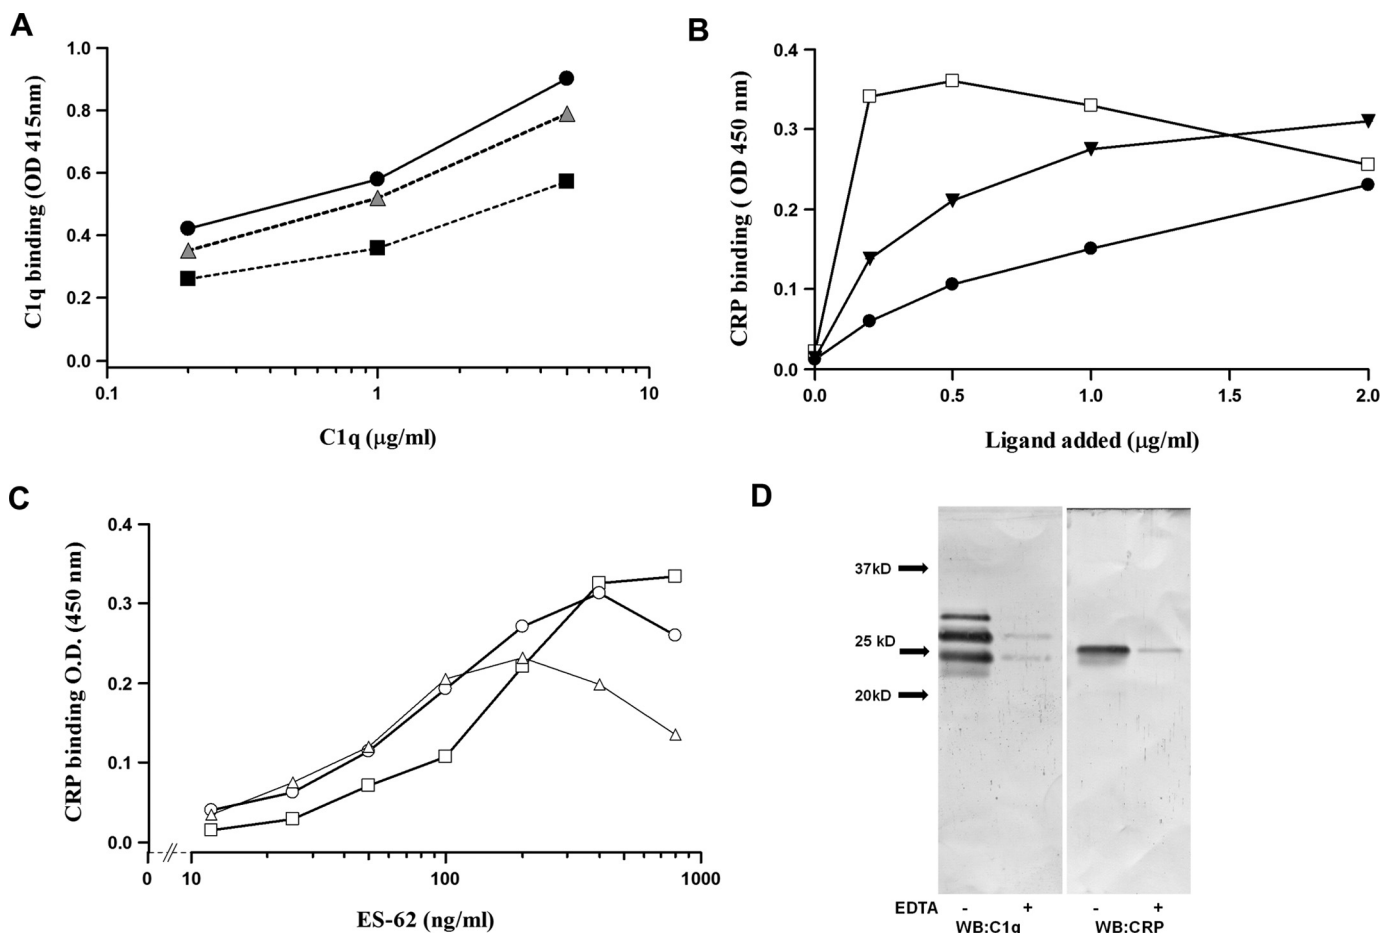 A
1.0
0.8
0.6
0.4
0.2
0.0
0.1
1
10
C1q binding (OD 415nm)
C1q (μg/ml)
B
0.4
0.3
0.2
0.1
0.0
0.0
0.5
1.0
1.5
2.0
CRP binding ( OD 450 nm)
Ligand added (μg/ml)
C
0.4
0.3
0.2
0.1
0.0
0
10
100
1000
CRP binding O.D. (450 nm)
ES-62 (ng/ml)
D
37kD
25 kD
20kD
EDTA - + - +
WB:C1q WB:CRP